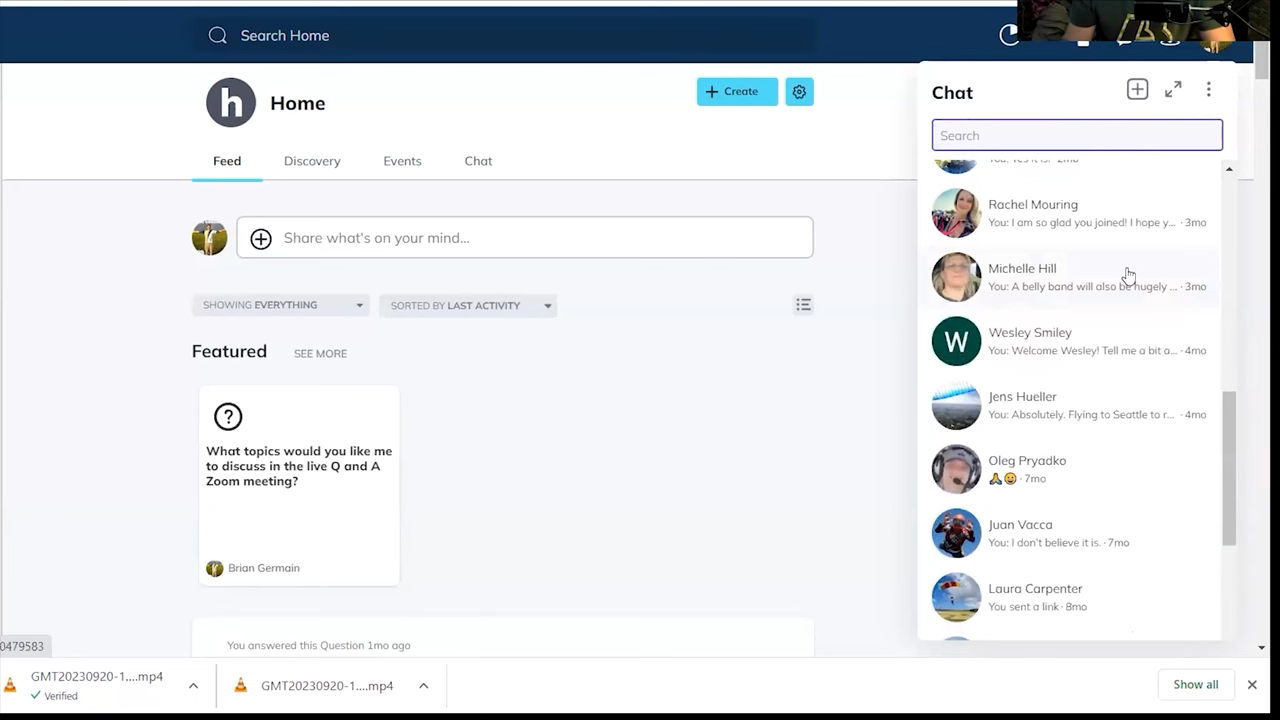 Search Home
h Home
+ Create
Feed Discovery Events Chat
Share what's on your mind...
SHOWING EVERYTHING
SORTED BY LAST ACTIVITY
Featured SEE MORE
?
What topics would you like me
to discuss in the live Q and A
Zoom meeting?
Brian Germain
You answered this Question 1mo ago
Chat
Search
You: Yes it is. · 2mo
Rachel Mouring
You: I am so glad you joined! I hope y... · 3mo
Michelle Hill
You: A belly band will also be hugely ... · 3mo
W
Wesley Smiley
You: Welcome Wesley! Tell me a bit a... · 4mo
Jens Hueller
You: Absolutely. Flying to Seattle to r... · 4mo
Oleg Pryadko
🙏😀 · 7mo
Juan Vacca
You: I don't believe it is. · 7mo
Laura Carpenter
You sent a link · 8mo
0479583
GMT20230920-1....mp4
Verified
GMT20230920-1....mp4
Show all